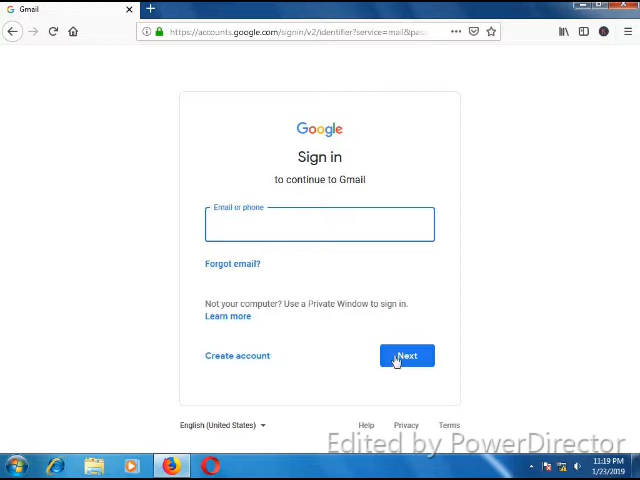 Gmail
https://accounts.google.com/signin/v2/identifier?service=mail&pas
Google
Sign in
to continue to Gmail
Email or phone
Forgot email?
Not your computer? Use a Private Window to sign in.
Learn more
Create account
Next
English (United States)
Help
Privacy
Terms
Edited by PowerDirector
11:19 PM
1/23/2019